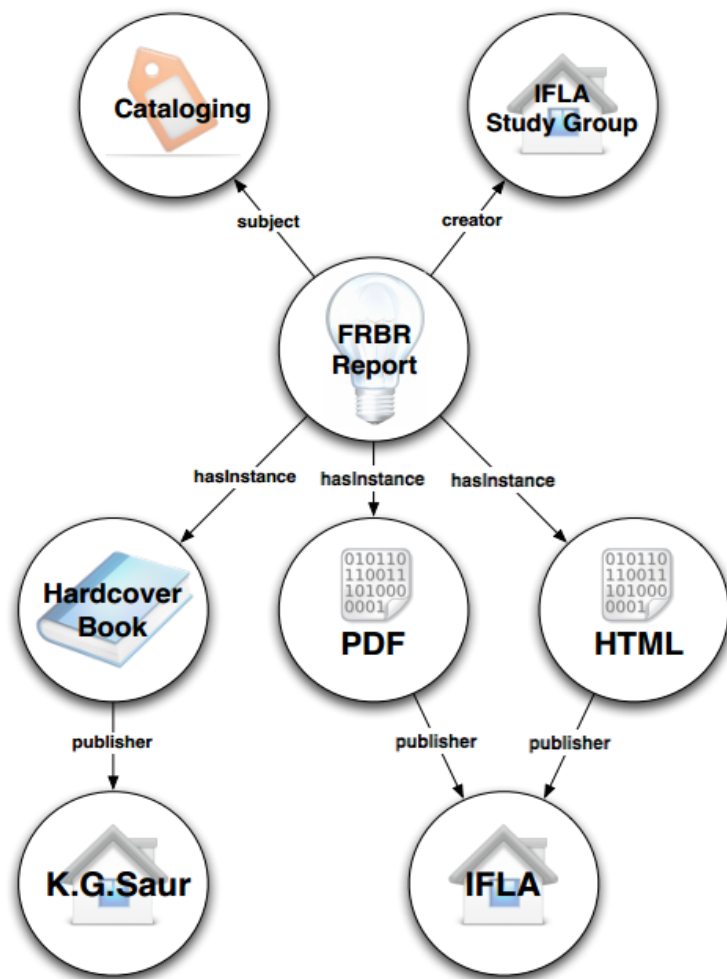 Cataloging
IFLA
Study Group
subject
creator
FRBR
Report
hasInstance
hasInstance
hasInstance
010110
110011
101000
0001
010110
110011
101000
0001
Hardcover
Book
PDF
HTML
publisher
publisher
publisher
K.G.Saur
IFLA